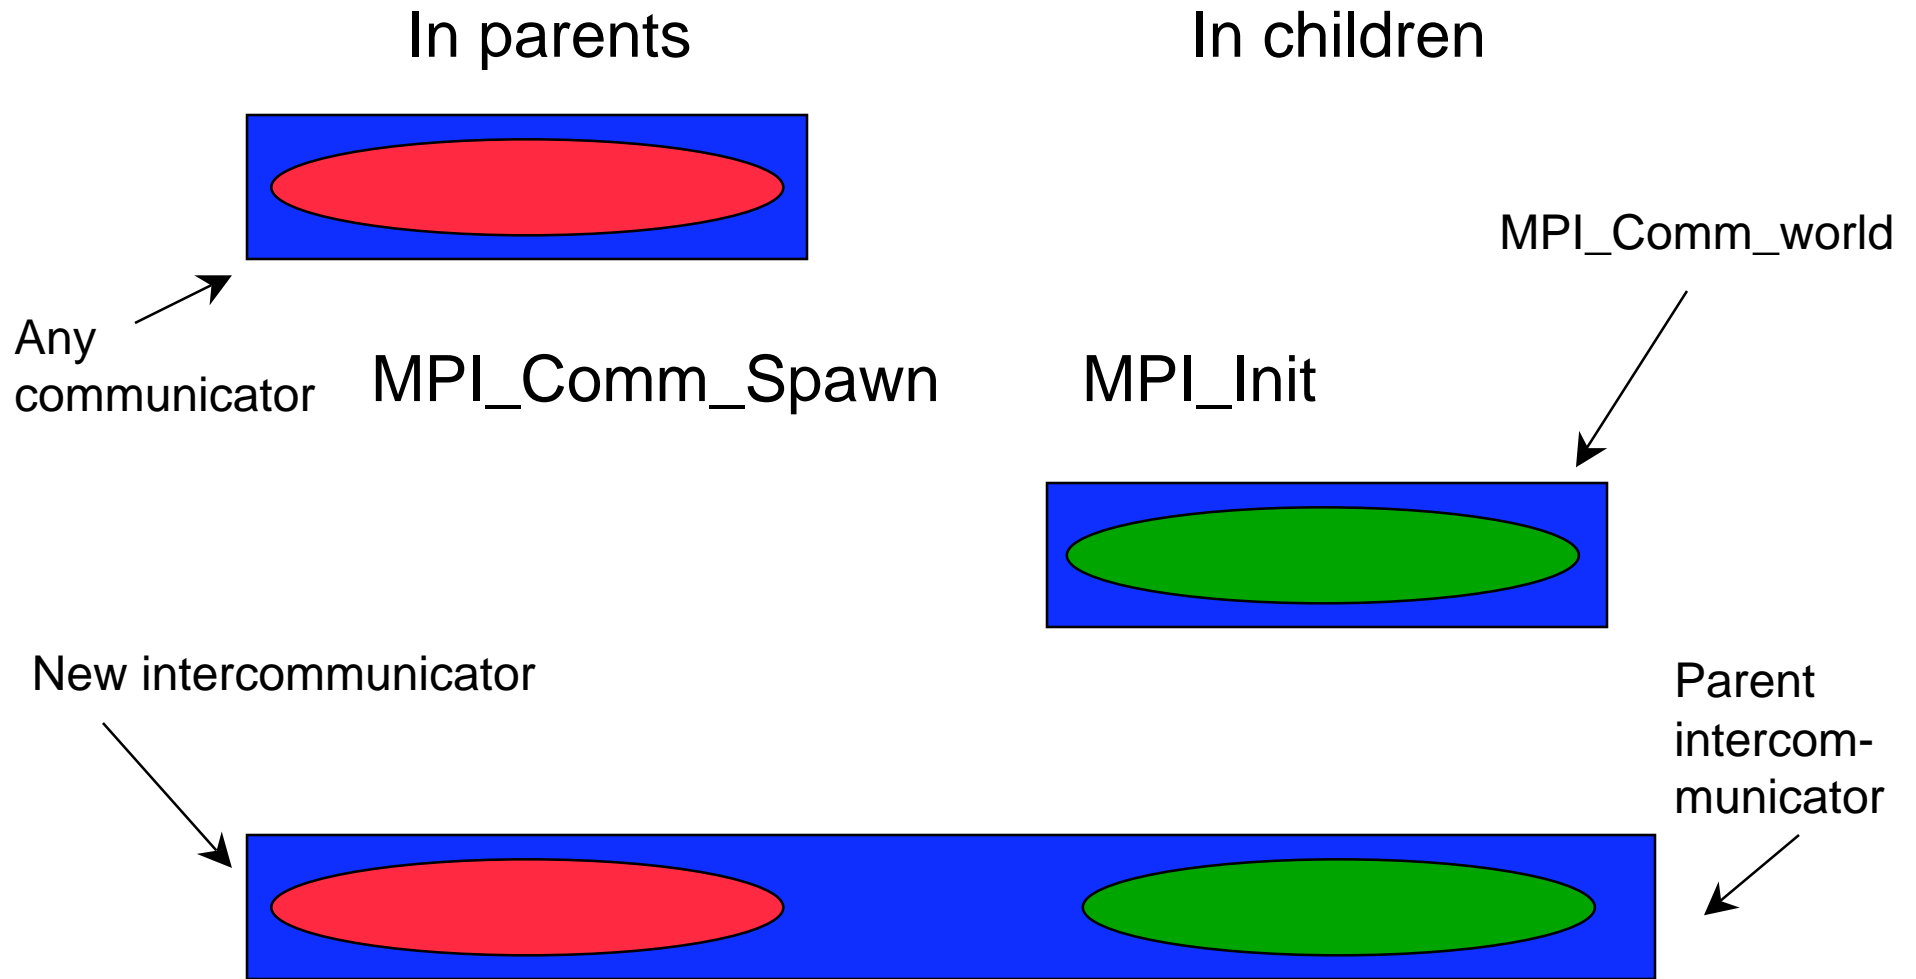 In parents
In children
MPI_Comm_world
Any
communicator
MPI_Comm_Spawn
MPI_Init
New intercommunicator
Parent
intercom-
municator